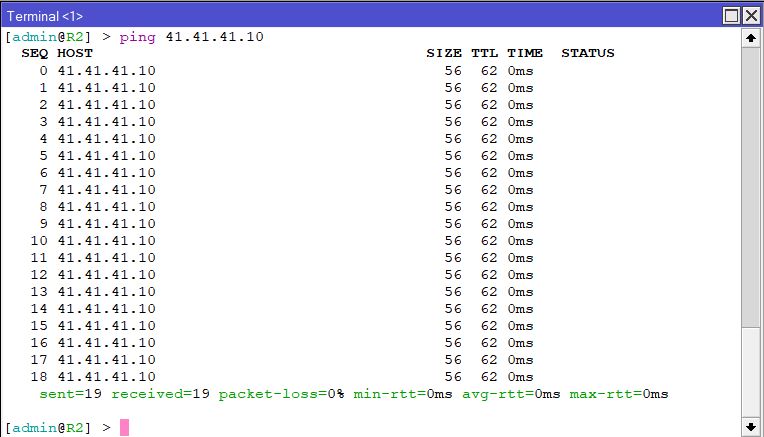 Terminal <1>
[admin@R2] > ping 41.41.41.10
SEQ HOST SIZE TTL TIME STATUS
0 41.41.41.10 56 62 0ms
1 41.41.41.10 56 62 0ms
2 41.41.41.10 56 62 0ms
3 41.41.41.10 56 62 0ms
4 41.41.41.10 56 62 0ms
5 41.41.41.10 56 62 0ms
6 41.41.41.10 56 62 0ms
7 41.41.41.10 56 62 0ms
8 41.41.41.10 56 62 0ms
9 41.41.41.10 56 62 0ms
10 41.41.41.10 56 62 0ms
11 41.41.41.10 56 62 0ms
12 41.41.41.10 56 62 0ms
13 41.41.41.10 56 62 0ms
14 41.41.41.10 56 62 0ms
15 41.41.41.10 56 62 0ms
16 41.41.41.10 56 62 0ms
17 41.41.41.10 56 62 0ms
18 41.41.41.10 56 62 0ms
sent=19 received=19 packet-loss=0% min-rtt=0ms avg-rtt=0ms max-rtt=0ms
[admin@R2] >